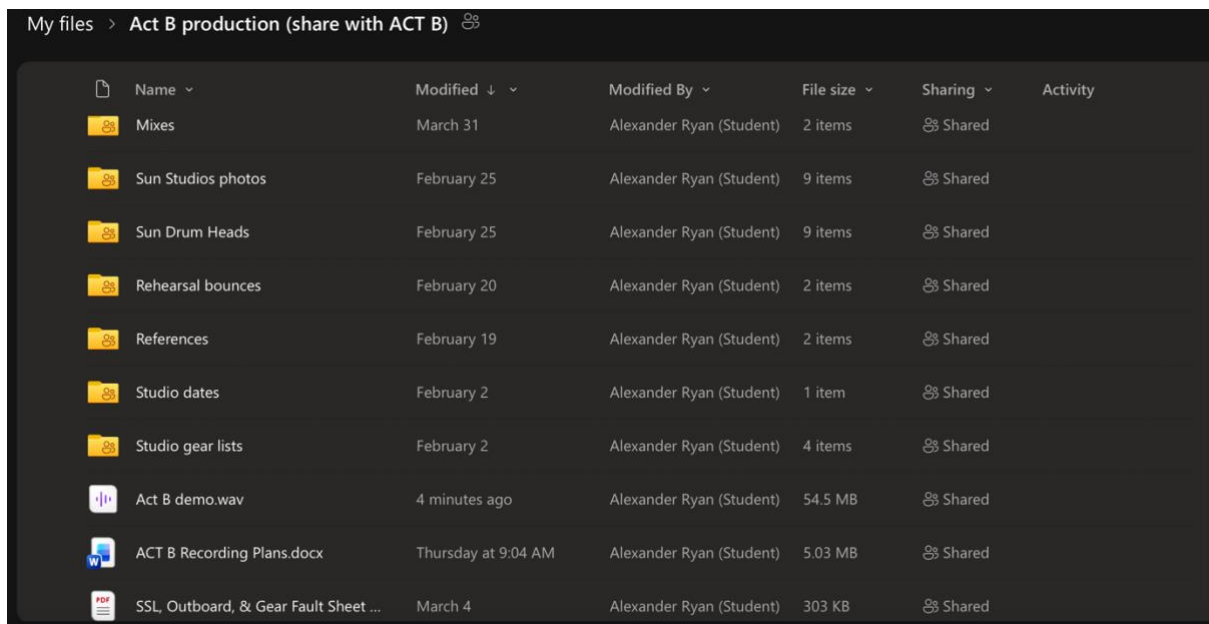 My files > Act B production (share with ACT B)
Name Modified ↓ Modified By File size Sharing Activity
Mixes March 31 Alexander Ryan (Student) 2 items Shared
Sun Studios photos February 25 Alexander Ryan (Student) 9 items Shared
Sun Drum Heads February 25 Alexander Ryan (Student) 9 items Shared
Rehearsal bounces February 20 Alexander Ryan (Student) 2 items Shared
References February 19 Alexander Ryan (Student) 2 items Shared
Studio dates February 2 Alexander Ryan (Student) 1 item Shared
Studio gear lists February 2 Alexander Ryan (Student) 4 items Shared
Act B demo.wav 4 minutes ago Alexander Ryan (Student) 54.5 MB Shared
W ACT B Recording Plans.docx Thursday at 9:04 AM Alexander Ryan (Student) 5.03 MB Shared
PDF SSL, Outboard, & Gear Fault Sheet ... March 4 Alexander Ryan (Student) 303 KB Shared